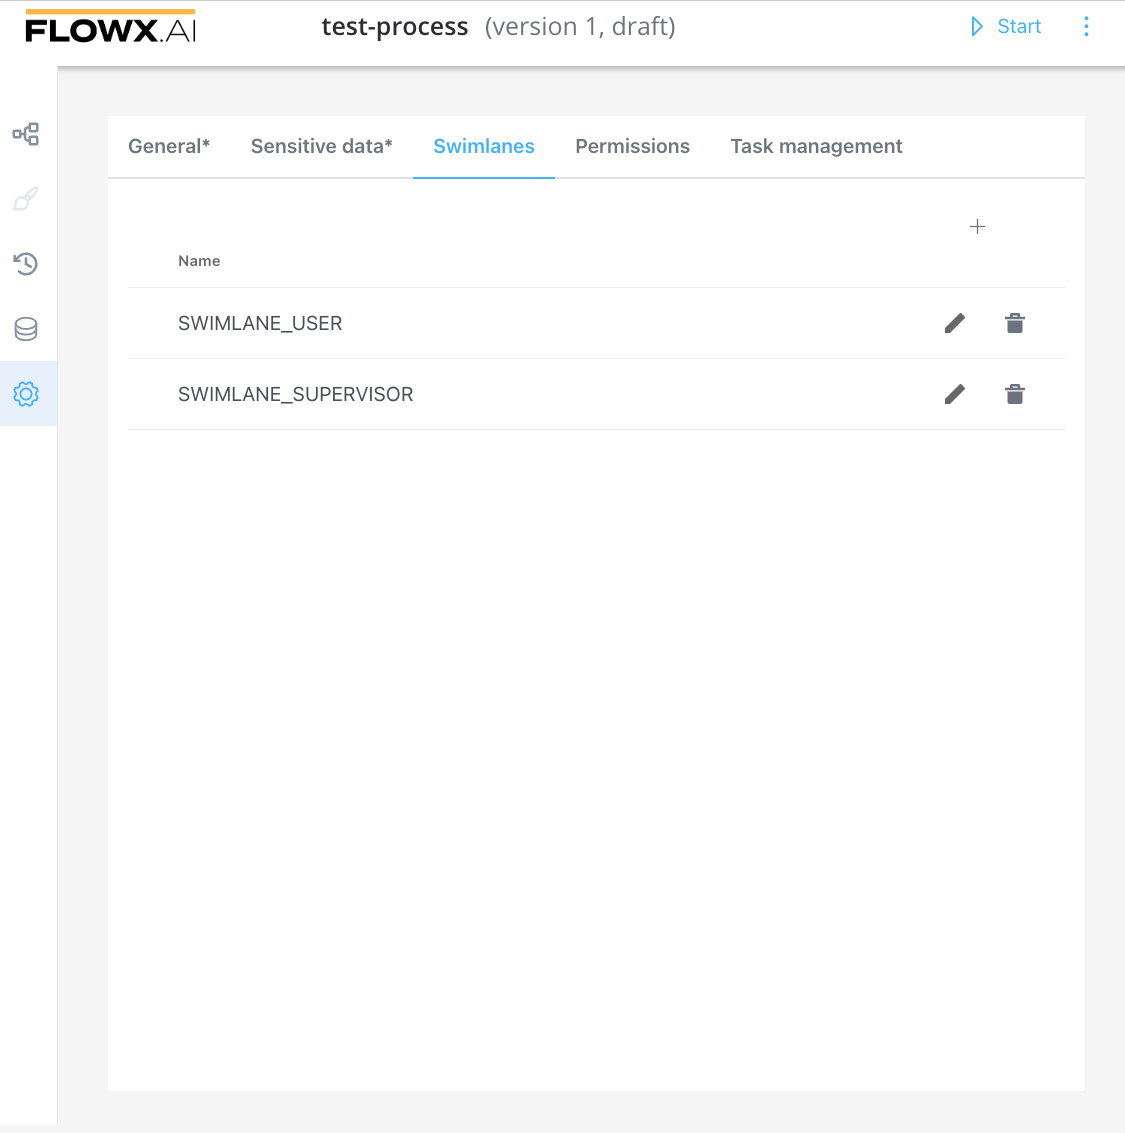 FLOWX.AI
test-process (version 1, draft)
Start
General* Sensitive data* Swimlanes Permissions Task management
Name
SWIMLANE_USER
SWIMLANE_SUPERVISOR